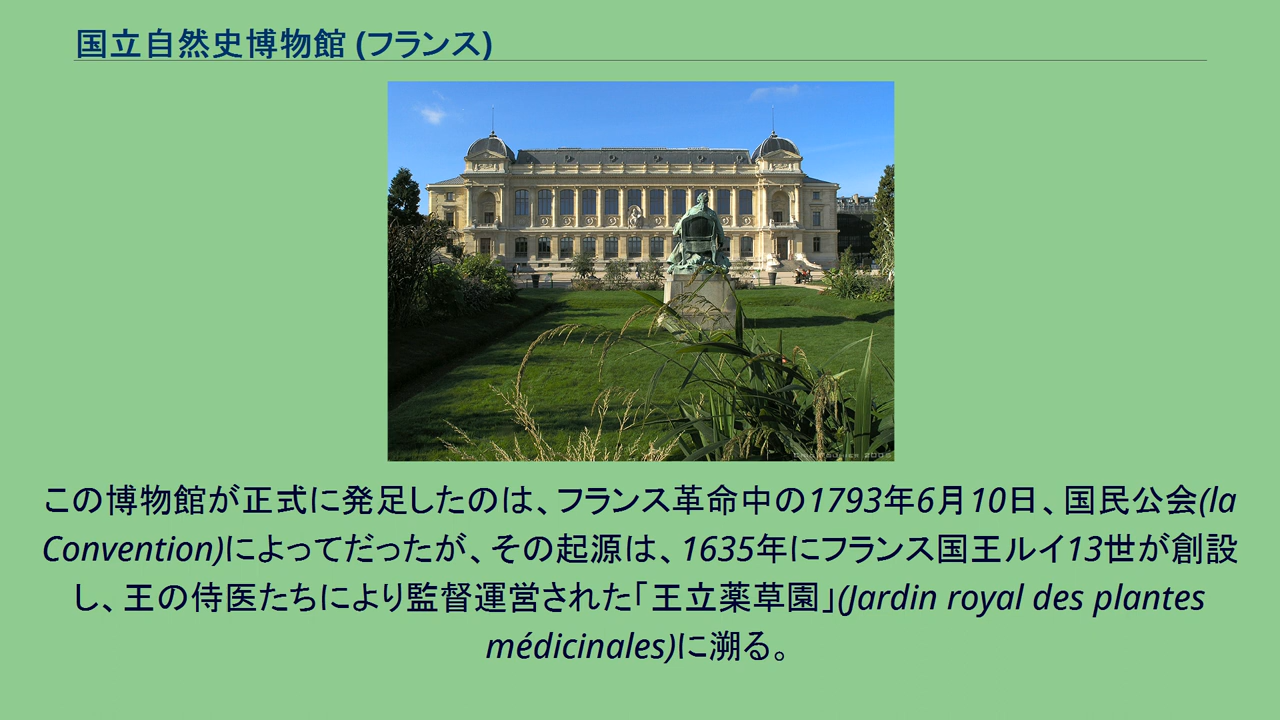 国立自然史博物館 (フランス)
この博物館が正式に発足したのは、フランス革命中の1793年6月10日、国民公会(la
Convention)によってだったが、その起源は、1635年にフランス国王ルイ13世が創設
し、王の侍医たちにより監督運営された「王立薬草園」(Jardin royal des plantes
médicinales)に溯る。